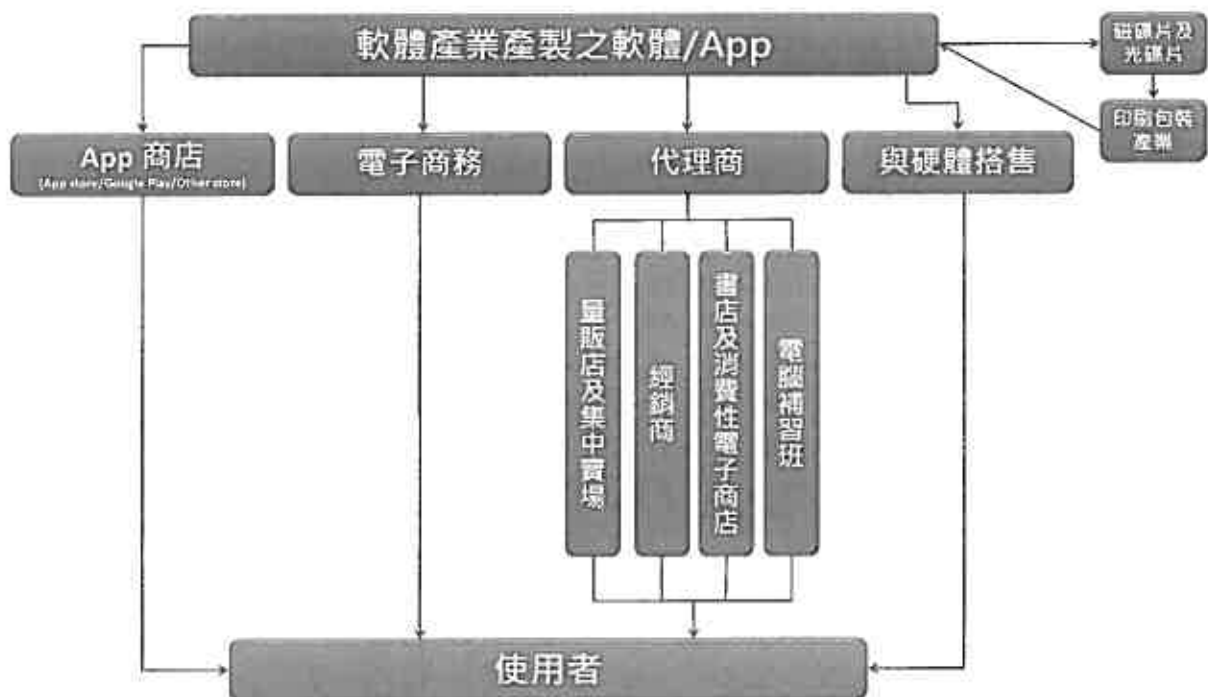 軟體產業產製之軟體/App
磁碟片及
光碟片
印刷包裝
產業
App 商店
(App store/Google Play/Other store)
電子商務
代理商
與硬體搭售
量販店及集中賣場
經銷商
書店及消費性電子商店
電腦補習班
使用者